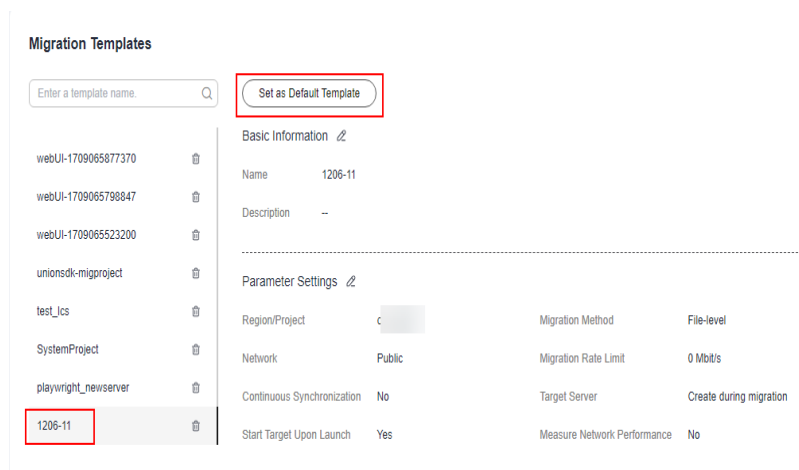 Migration Templates
Enter a template name.
Set as Default Template
webUI-1709065877370
webUI-1709065798847
webUI-1709065523200
unionsdk-migproject
test_lcs
SystemProject
playwright_newserver
1206-11
Basic Information
Name 1206-11
Description --
Parameter Settings
Region/Project c Migration Method File-level
Network Public Migration Rate Limit 0 Mbit/s
Continuous Synchronization No Target Server Create during migration
Start Target Upon Launch Yes Measure Network Performance No